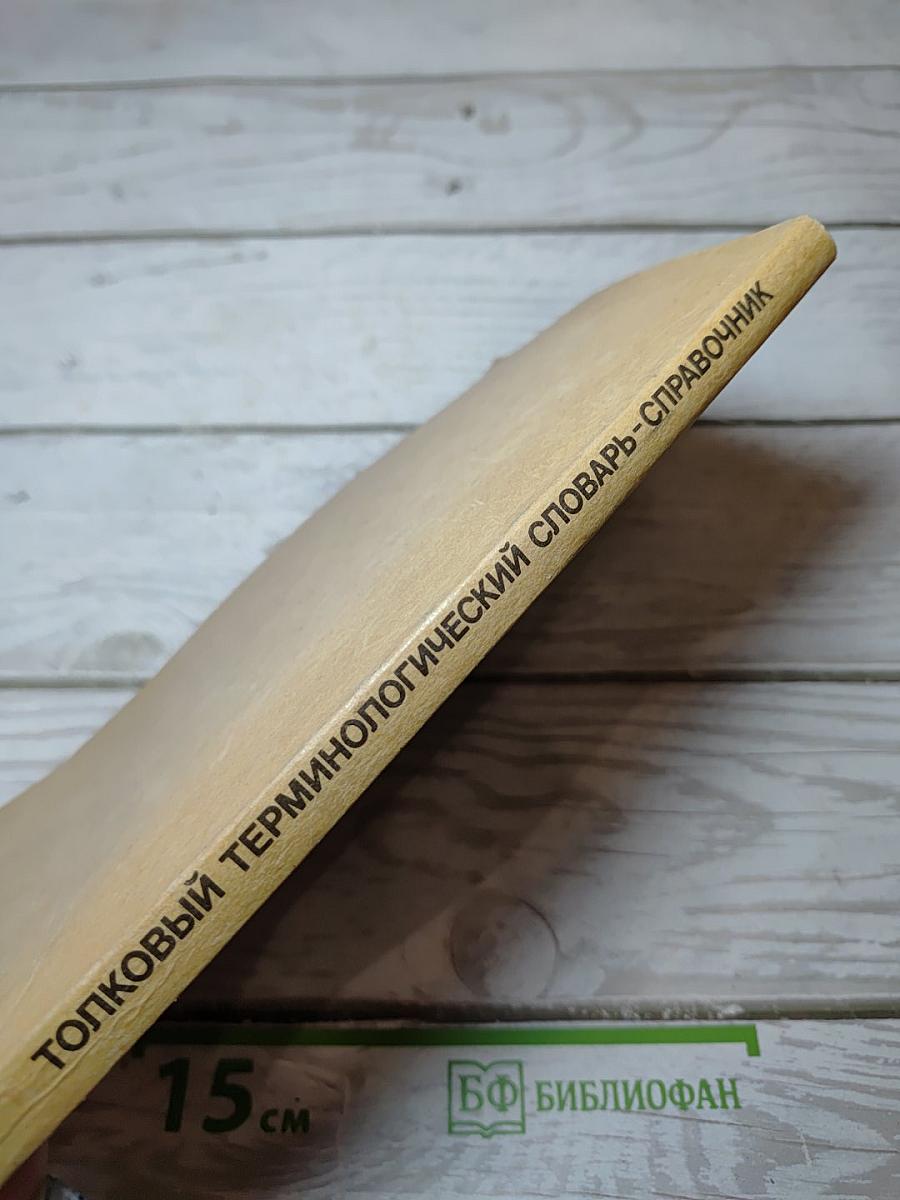 ТОЛКОВЫЙ ТЕРМИНОЛОГИЧЕСКИЙ СЛОВАРЬ-СПРАВОЧНИК
15 см
БФ БИБЛИОФАН